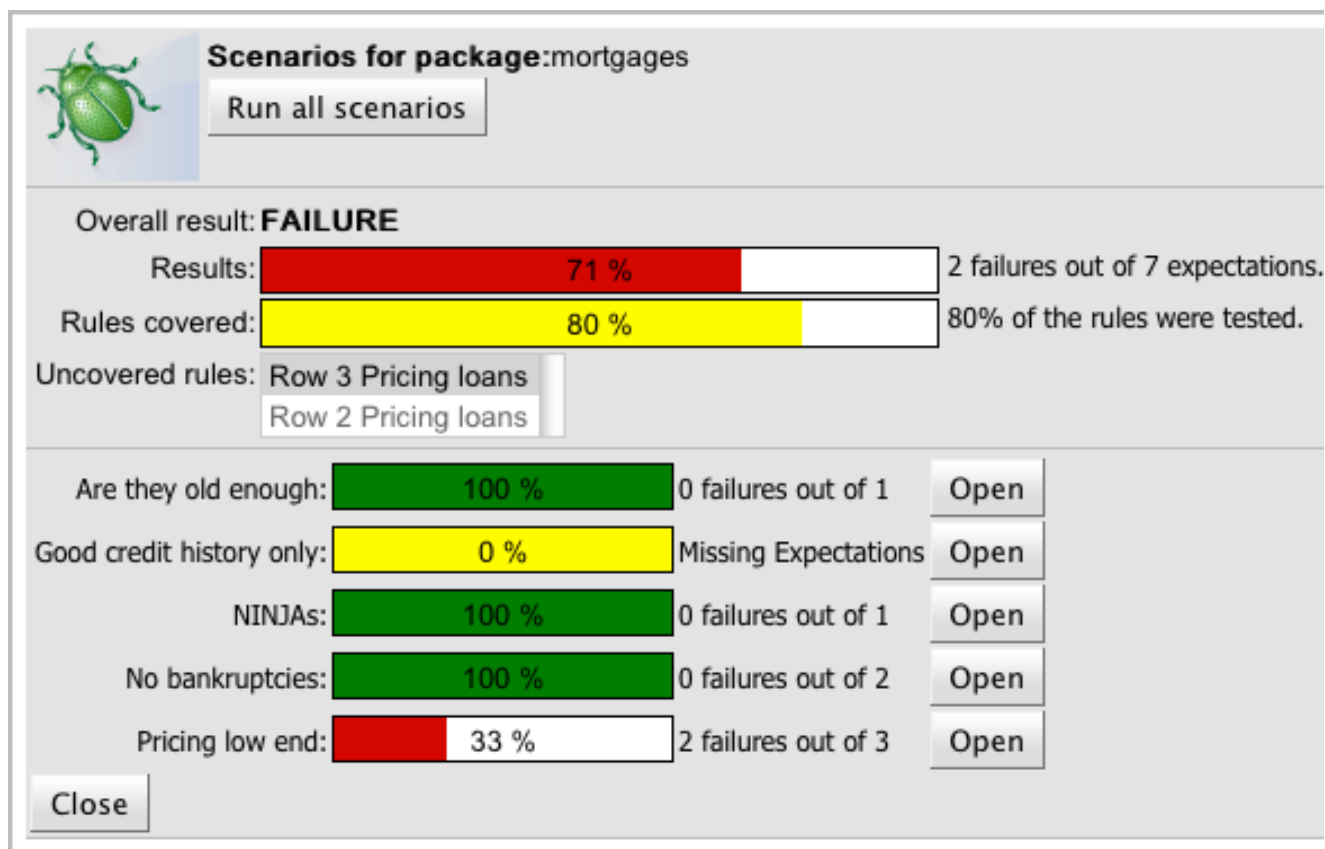 Scenarios for package:mortgages
Run all scenarios
Overall result: FAILURE
Results: 71 % 2 failures out of 7 expectations.
Rules covered: 80 % 80% of the rules were tested.
Uncovered rules: Row 3 Pricing loans
Row 2 Pricing loans
Are they old enough: 100 % 0 failures out of 1 Open
Good credit history only: 0 % Missing Expectations Open
NINJAs: 100 % 0 failures out of 1 Open
No bankruptcies: 100 % 0 failures out of 2 Open
Pricing low end: 33 % 2 failures out of 3 Open
Close